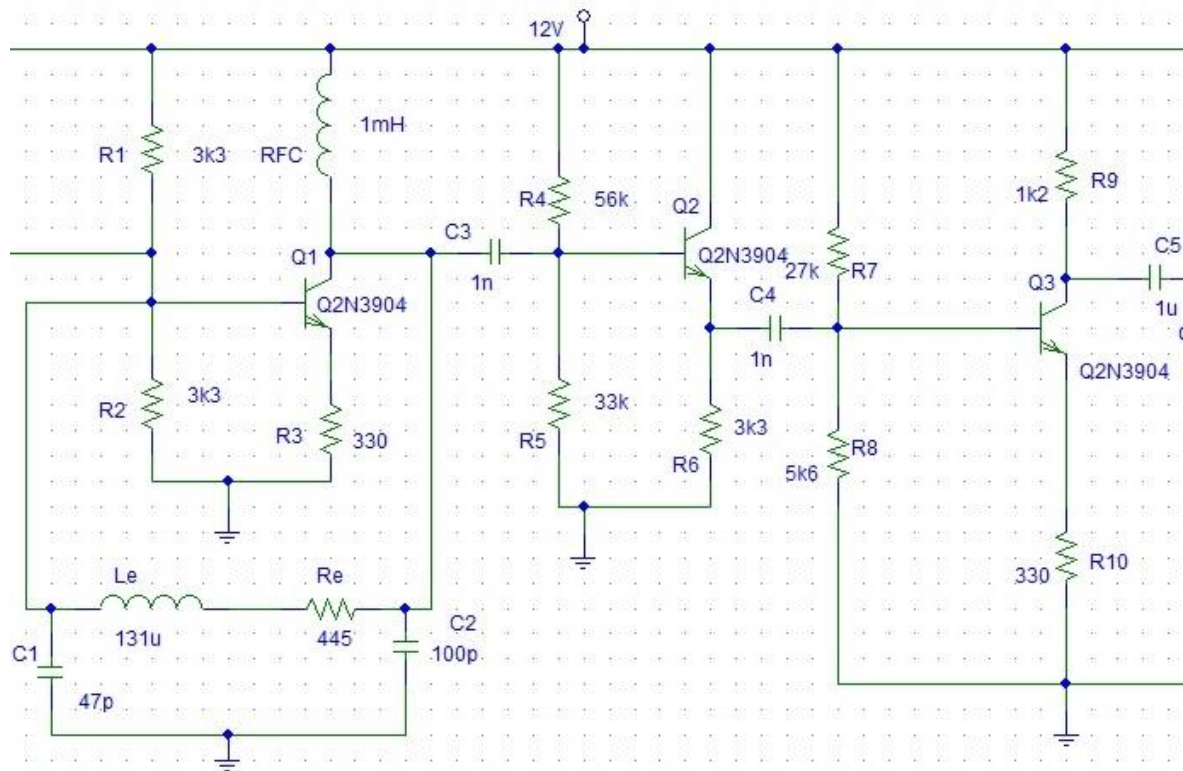 12V
R1
3k3
RFC
1mH
R4
56k
Q2
Q2N3904
27k
R7
R9
1k2
C3
1n
Q1
Q2N3904
C4
1n
Q3
Q2N3904
C5
1u
R2
3k3
R3
330
R5
33k
R6
3k3
R8
5k6
R10
330
Le
131u
Re
445
C1
47p
C2
100p